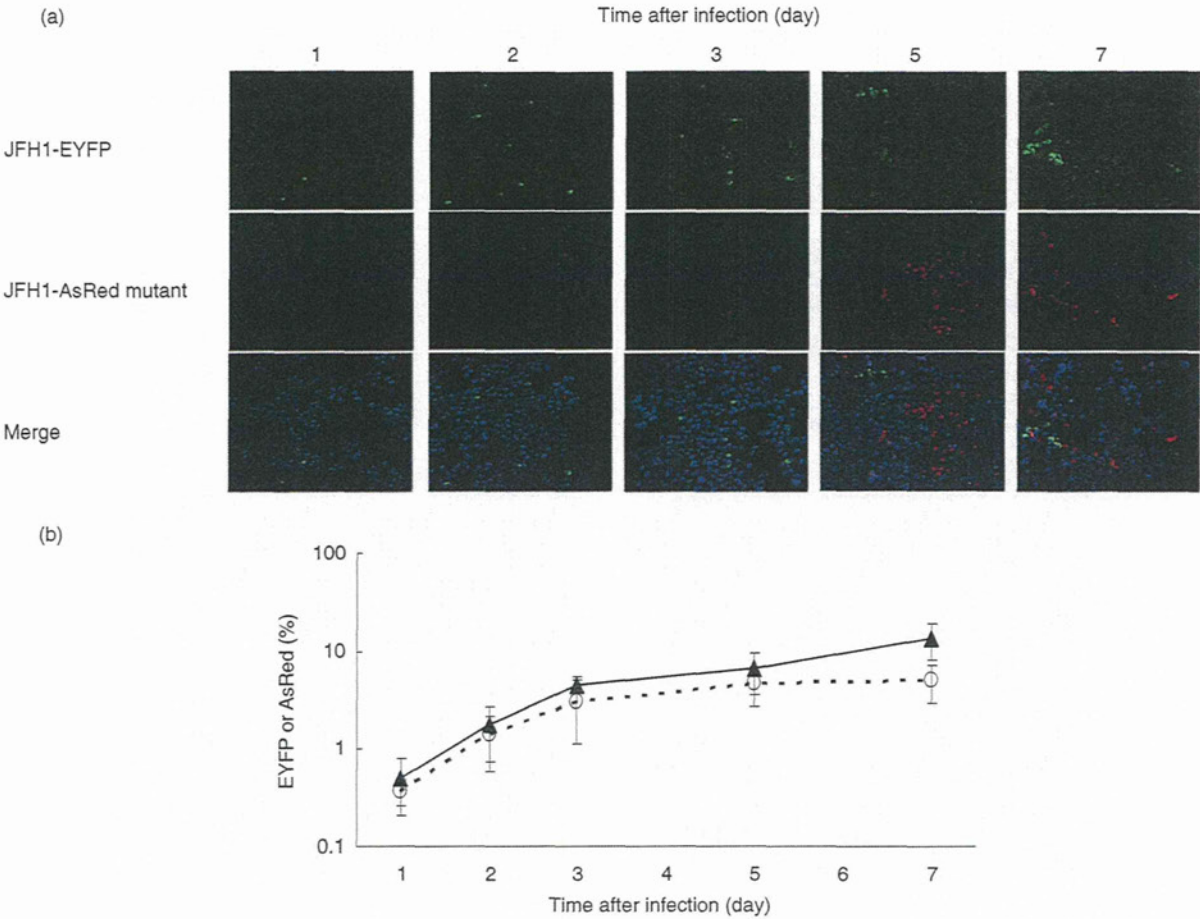 (a)
Time after infection (day)
1 2 3 5 7
JFH1-EYFP
JFH1-AsRed mutant
Merge
(b)
EYFP or AsRed (%)
100
10
1
0.1
1 2 3 4 5 6 7
Time after infection (day)